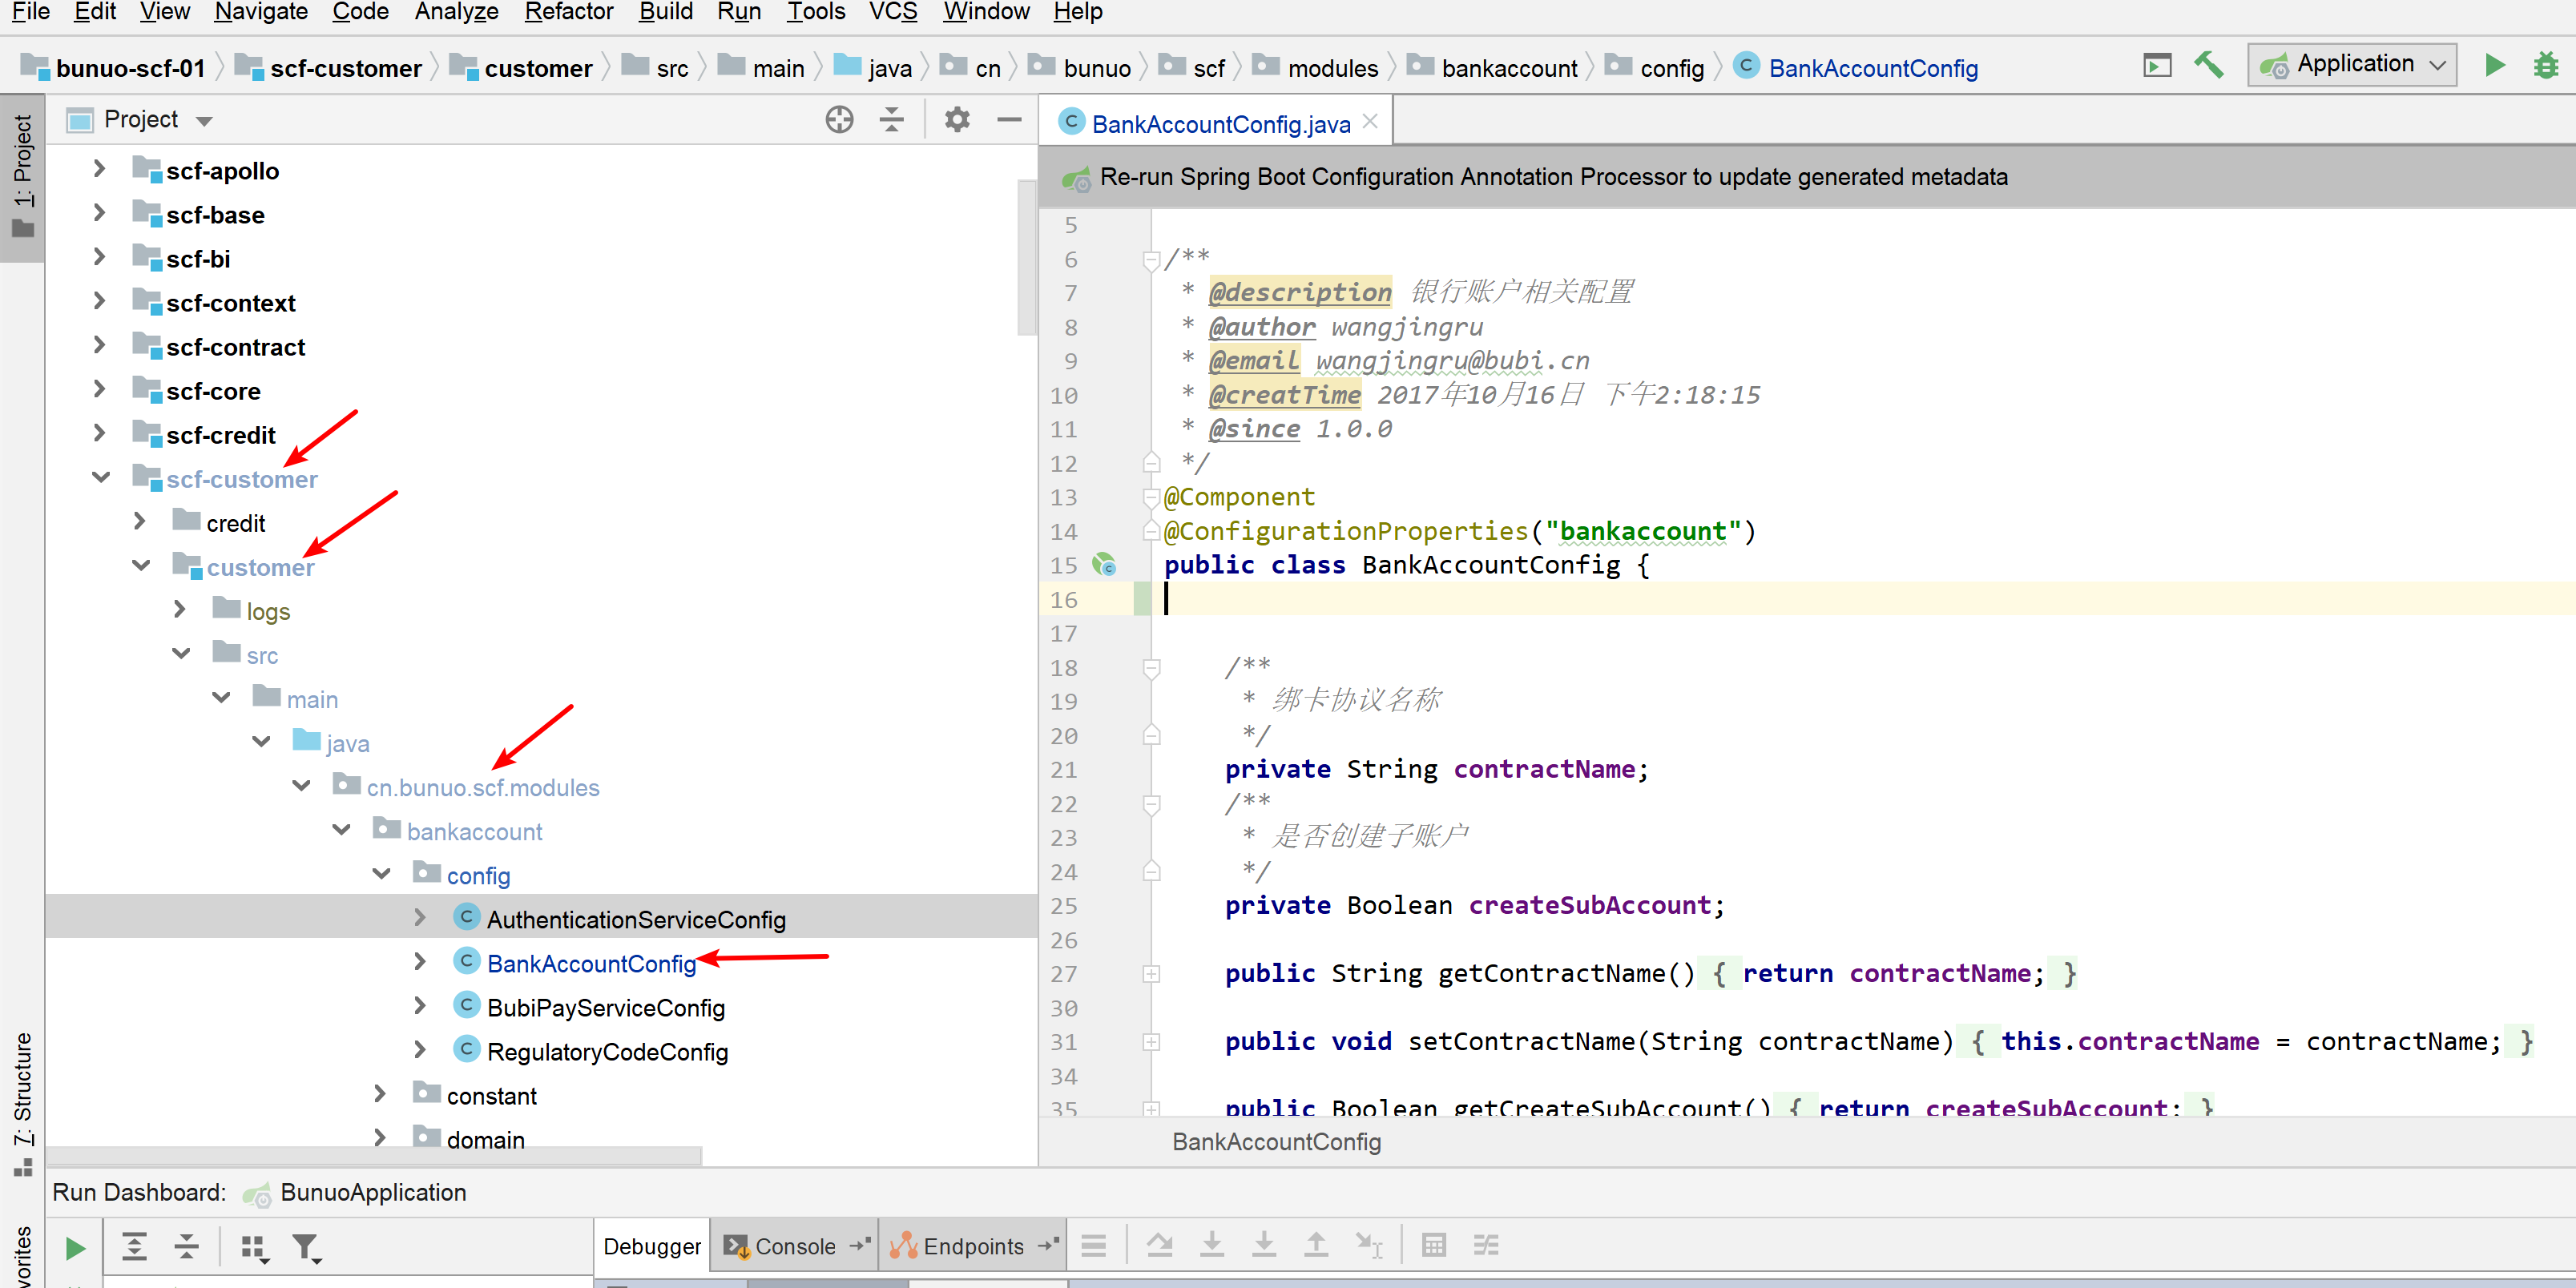 File Edit View Navigate Code Analyze Refactor Build Run Tools VCS Window Help
bunuo-scf-01 scf-customer customer src main java cn bunuo scf modules bankaccount config BankAccountConfig Application
1: Project
Project
scf-apollo
scf-base
scf-bi
scf-context
scf-contract
scf-core
scf-credit
scf-customer
credit
customer
logs
src
main
java
cn.bunuo.scf.modules
bankaccount
config
AuthenticationServiceConfig
BankAccountConfig
BubiPayServiceConfig
RegulatoryCodeConfig
constant
domain
7: Structure
vorites
BankAccountConfig.java
Re-run Spring Boot Configuration Annotation Processor to update generated metadata
5
6 /**
7 * @description 银行账户相关配置
8 * @author wangjingru
9 * @email wangjingru@bubi.cn
10 * @creatTime 2017年10月16日 下午2:18:15
11 * @since 1.0.0
12 */
13 @Component
14 @ConfigurationProperties("bankaccount")
15 public class BankAccountConfig {
16
17
18 /**
19 * 绑卡协议名称
20 */
21 private String contractName;
22 /**
23 * 是否创建子账户
24 */
25 private Boolean createSubAccount;
26
27 public String getContractName() { return contractName; }
30
31 public void setContractName(String contractName) { this.contractName = contractName; }
34
35 public Boolean getCreateSubAccount() { return createSubAccount; }
BankAccountConfig
Run Dashboard: BunuoApplication
Debugger Console Endpoints